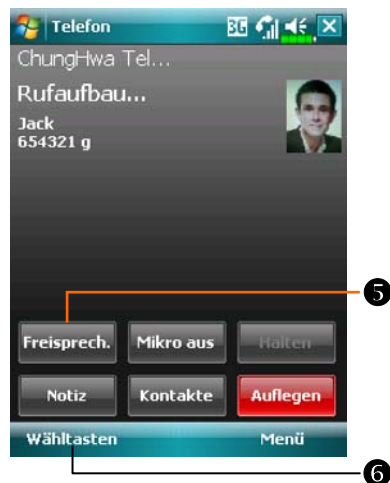 Telefon 3G
ChungHwa Tel...
Rufaufbau...
Jack
654321 g
Freisprech. Mikro aus Halten
Notiz Kontakte Auflegen
Wähltasten Menü
5
6